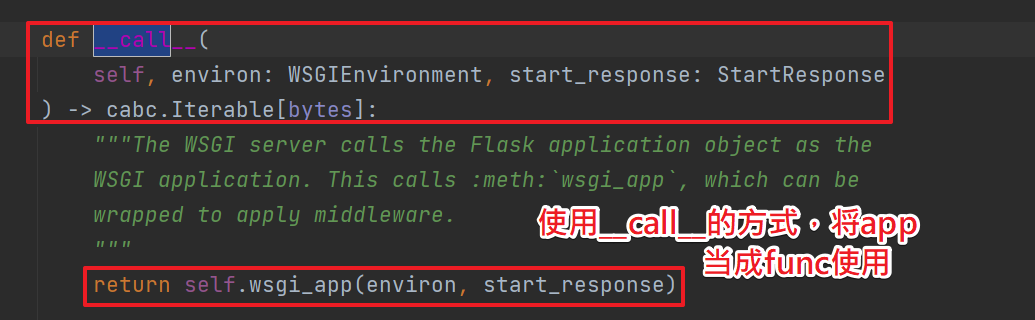 def __call__(
self, environ: WSGIEnvironment, start_response: StartResponse
) -> cabc.Iterable[bytes]:
"""The WSGI server calls the Flask application object as the
WSGI application. This calls :meth:`wsgi_app`, which can be
wrapped to apply middleware.
"""
使用__call__的方式，将app
当成func使用
return self.wsgi_app(environ, start_response)